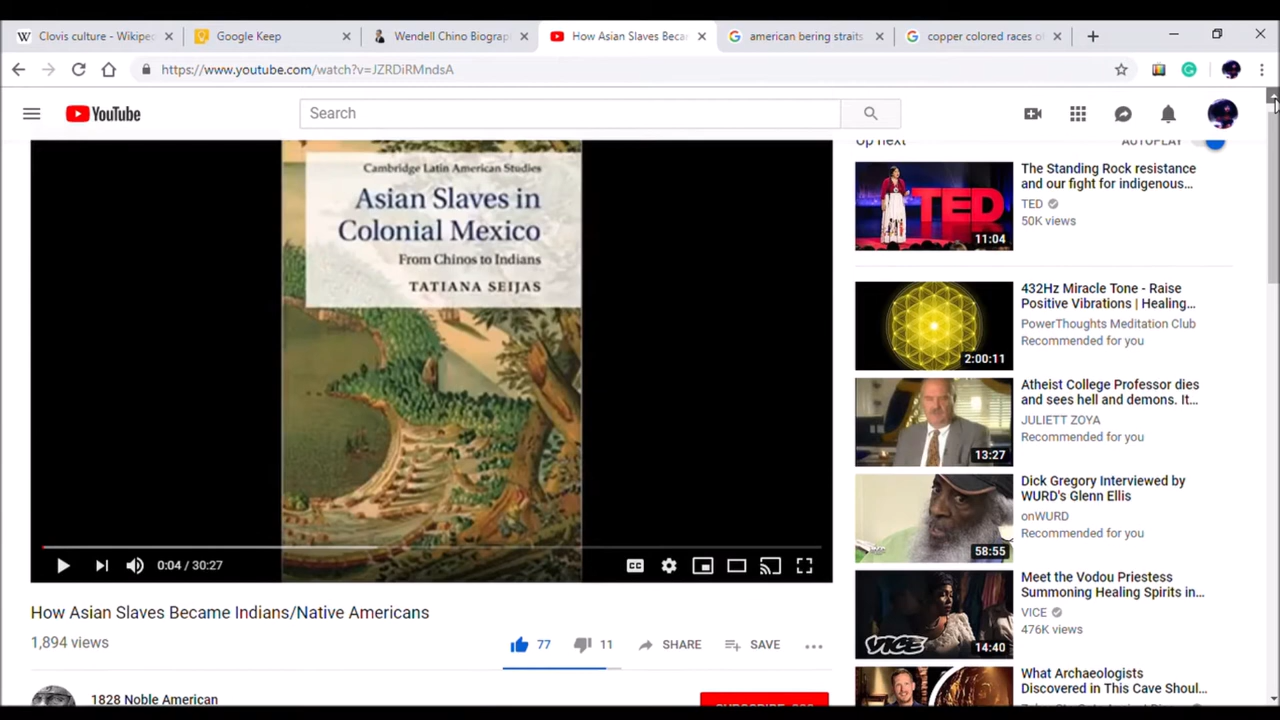 Clovis culture - Wikipe
Google Keep
Wendell Chino Biograp
How Asian Slaves Beca
american bering straits
copper colored races o
https://www.youtube.com/watch?v=JZRDiRMndsA
YouTube
Search
Up next
AUTOPLAY
Cambridge Latin American Studies
Asian Slaves in
Colonial Mexico
From Chinos to Indians
TATIANA SEIJAS
0:04 / 30:27
CC
How Asian Slaves Became Indians/Native Americans
1,894 views
77
11
SHARE
SAVE
1828 Noble American
TED
11:04
The Standing Rock resistance
and our fight for indigenous...
TED
50K views
2:00:11
432Hz Miracle Tone - Raise
Positive Vibrations | Healing...
PowerThoughts Meditation Club
Recommended for you
13:27
Atheist College Professor dies
and sees hell and demons. It...
JULIETT ZOYA
Recommended for you
58:55
Dick Gregory Interviewed by
WURD's Glenn Ellis
onWURD
Recommended for you
VICE
14:40
Meet the Vodou Priestess
Summoning Healing Spirits in...
VICE
476K views
What Archaeologists
Discovered in This Cave Shoul...